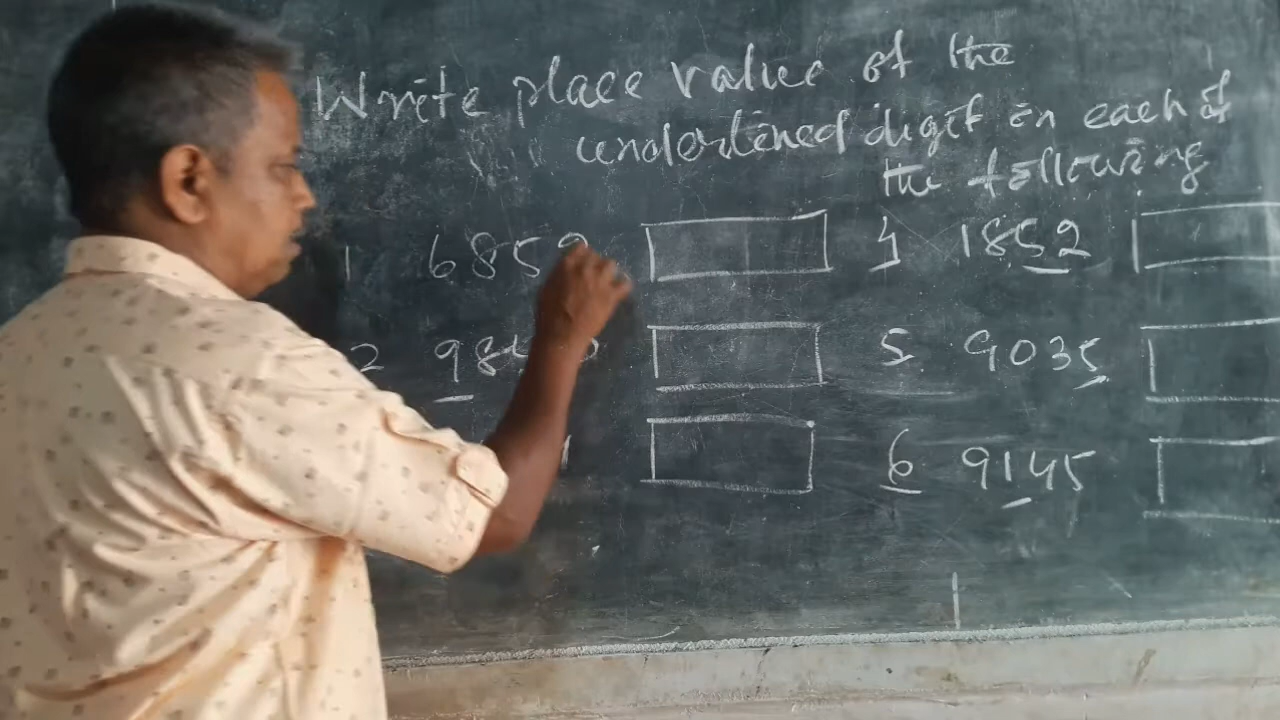 Write place value of the
underlined digit in each of
the following
1 6852
2 98
4 1852
5 9035
6 9145